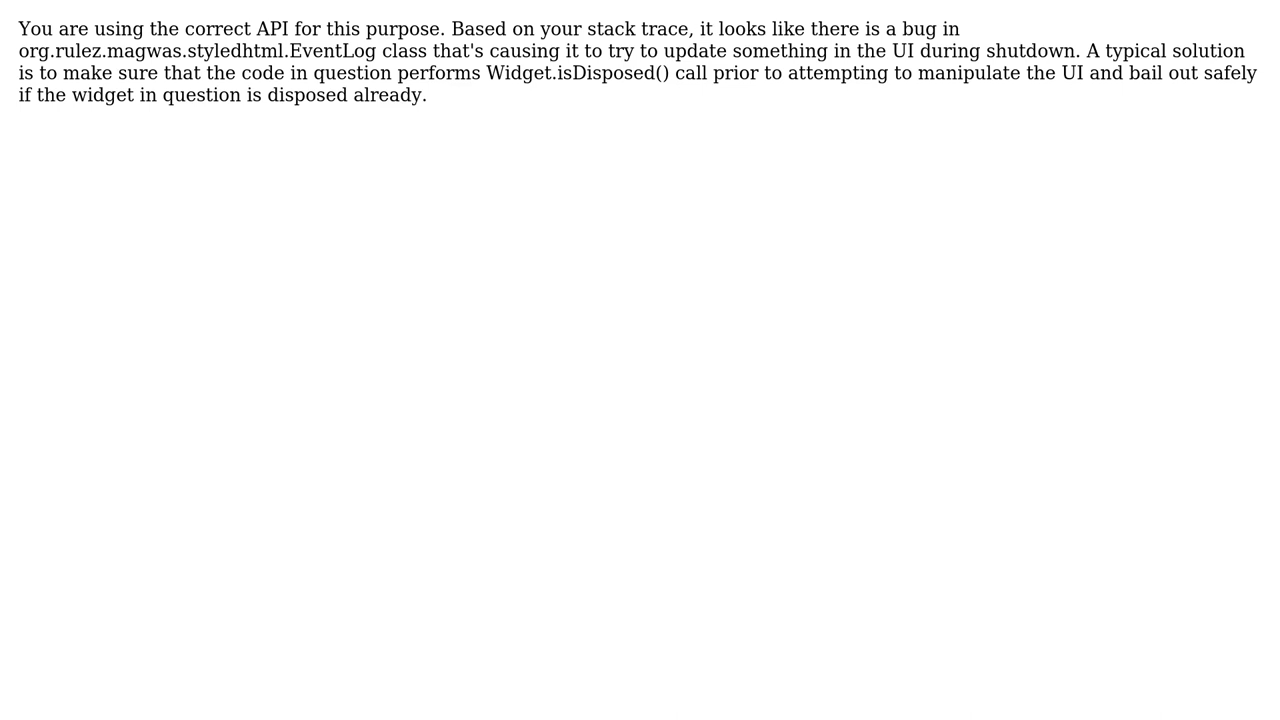 You are using the correct API for this purpose. Based on your stack trace, it looks like there is a bug in
org.rulez.magwas.styledhtml.EventLog class that's causing it to try to update something in the UI during shutdown. A typical solution
is to make sure that the code in question performs Widget.isDisposed() call prior to attempting to manipulate the UI and bail out safely
if the widget in question is disposed already.